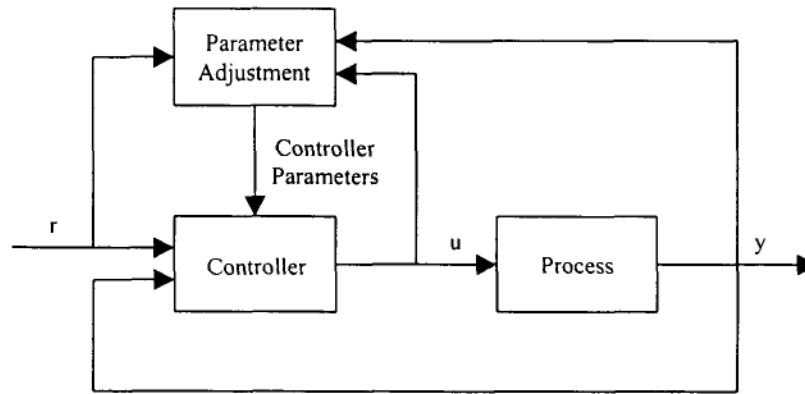 Parameter
Adjustment
Controller
Parameters
r
Controller
u
Process
y